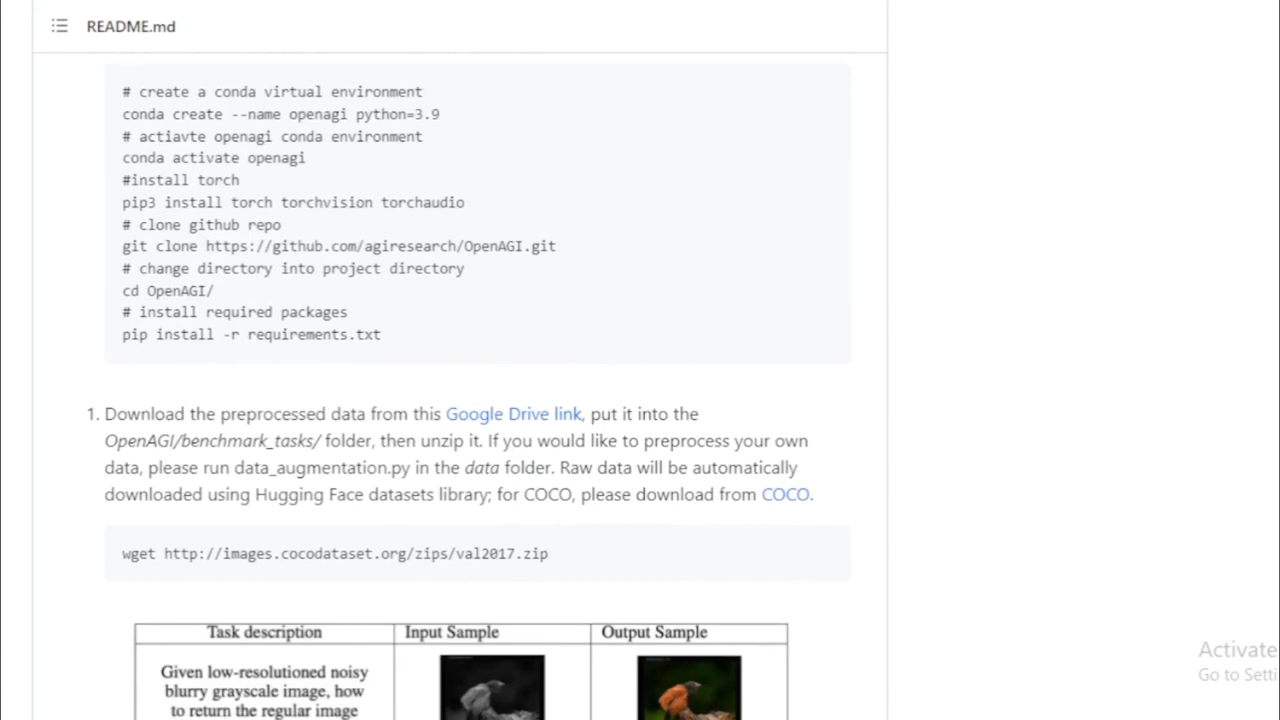 README.md
# create a conda virtual environment
conda create --name openagi python=3.9
# actiavte openagi conda environment
conda activate openagi
#install torch
pip3 install torch torchvision torchaudio
# clone github repo
git clone https://github.com/agiresearch/OpenAGI.git
# change directory into project directory
cd OpenAGI/
# install required packages
pip install -r requirements.txt
1. Download the preprocessed data from this Google Drive link, put it into the
OpenAGI/benchmark_tasks/ folder, then unzip it. If you would like to preprocess your own
data, please run data_augmentation.py in the data folder. Raw data will be automatically
downloaded using Hugging Face datasets library; for COCO, please download from COCO.
wget http://images.cocodataset.org/zips/val2017.zip
Task description Input Sample Output Sample
Given low-resolutioned noisy
blurry grayscale image, how
to return the regular image
Activate
Go to Setti